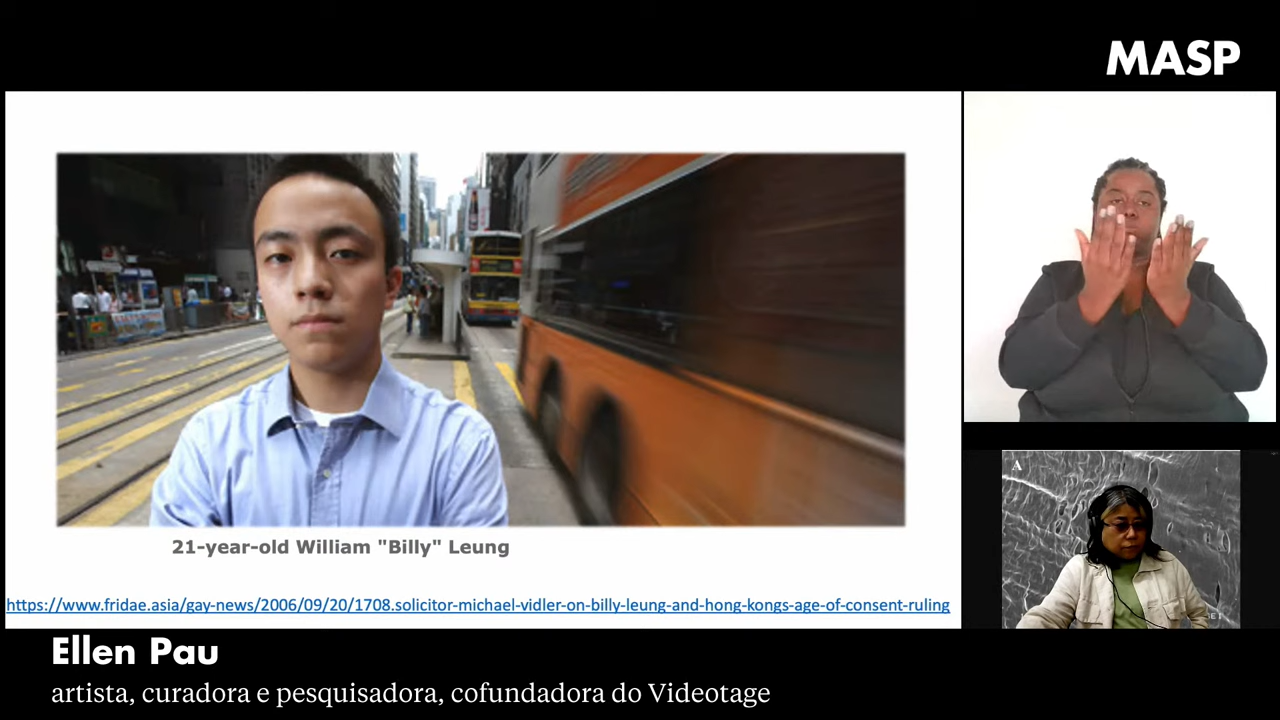 MASP
A
21-year-old William "Billy" Leung
https://www.fridae.asia/gay-news/2006/09/20/1708.solicitor-michael-vidler-on-billy-leung-and-hong-kongs-age-of-consent-ruling
Ellen Pau
artista, curadora e pesquisadora, cofundadora do Videotage